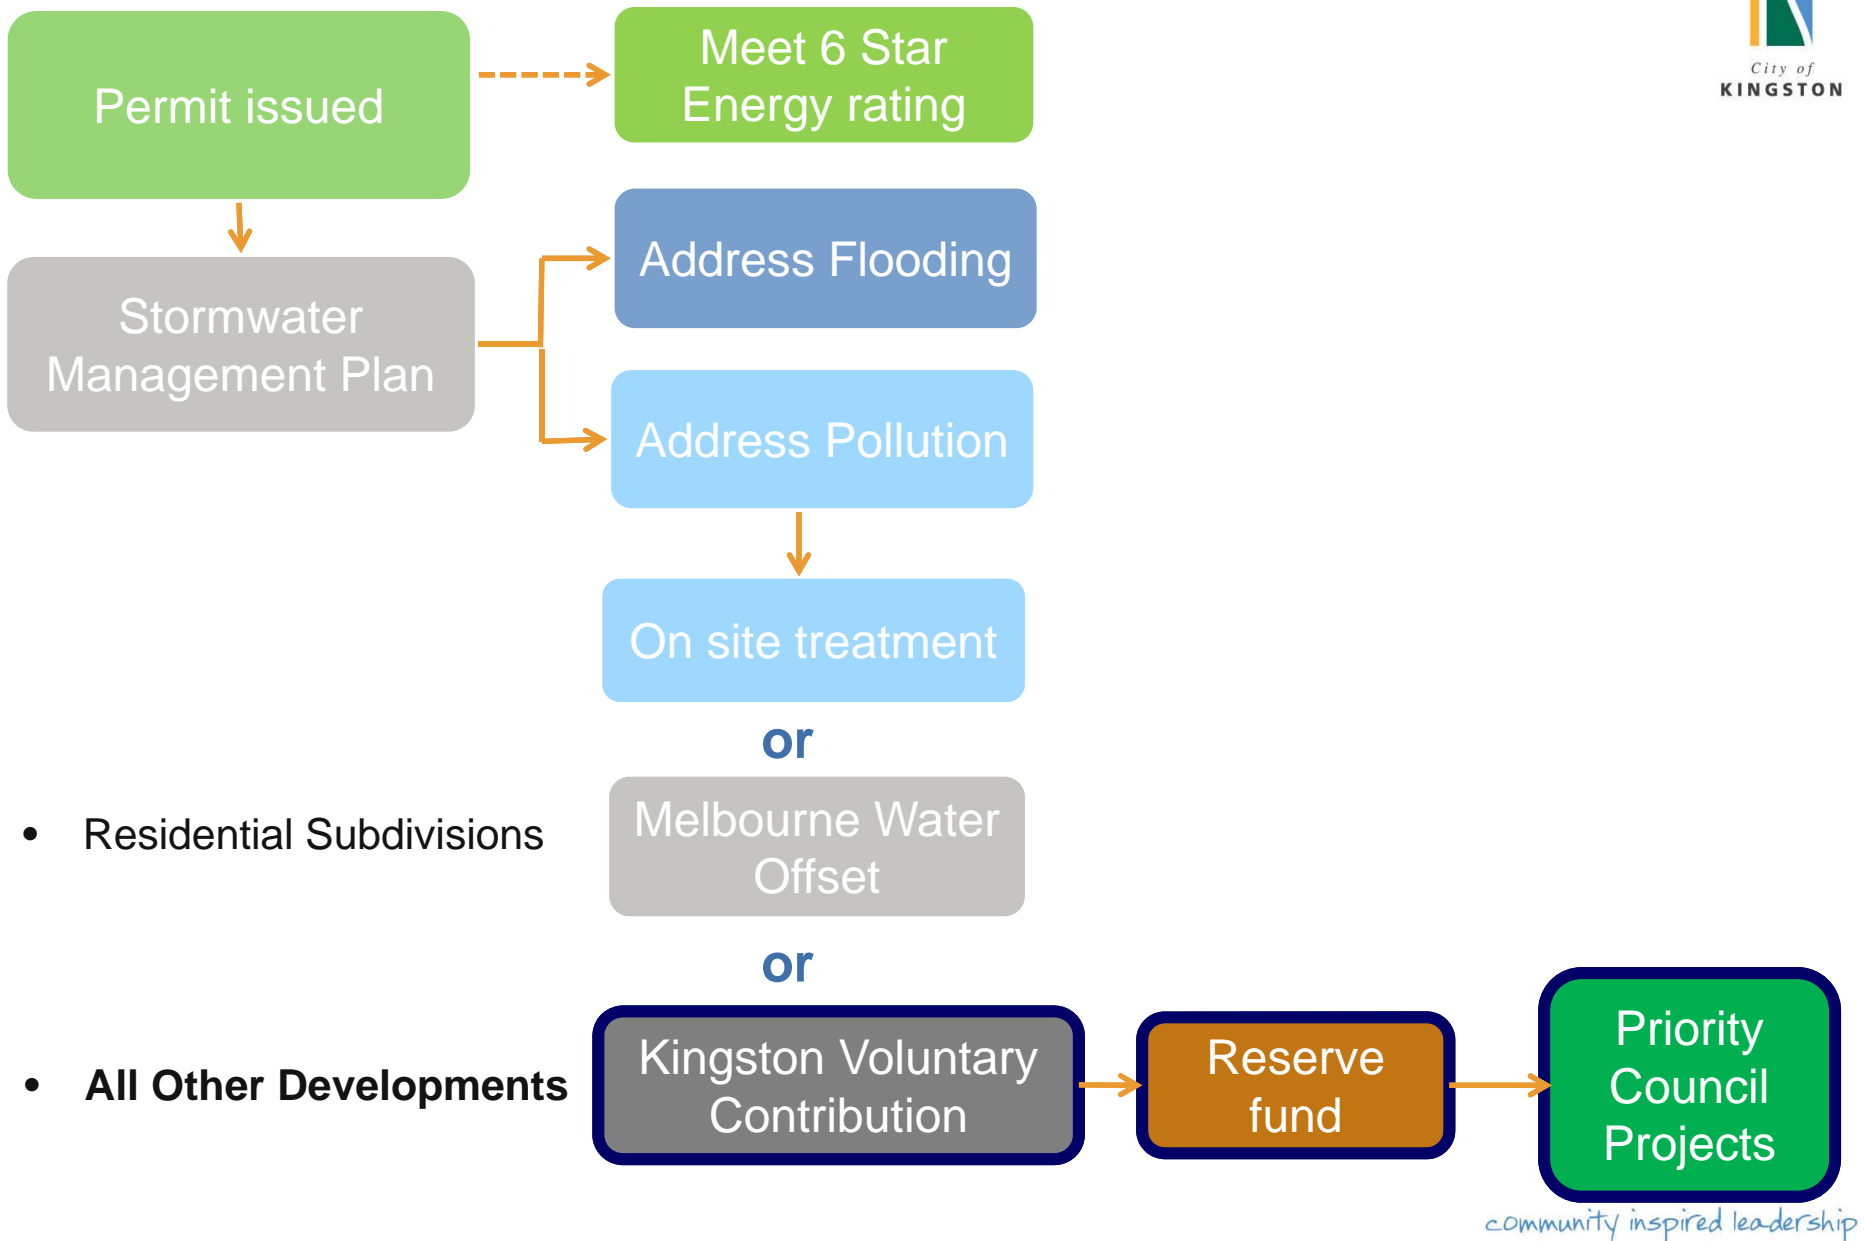 Permit issued
Meet 6 Star
Energy rating
City of
KINGSTON
Stormwater
Management Plan
Address Flooding
Address Pollution
On site treatment
or
• Residential Subdivisions
Melbourne Water
Offset
or
• All Other Developments
Kingston Voluntary
Contribution
Reserve
fund
Priority
Council
Projects
community inspired leadership